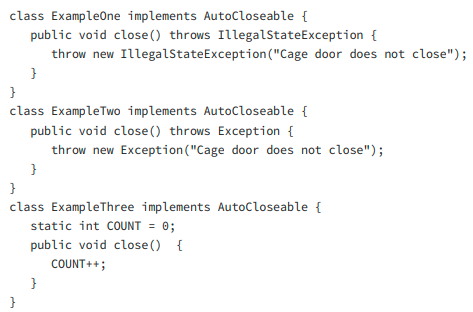 class ExampleOne implements AutoCloseable {
   public void close() throws IllegalStateException {
      throw new IllegalStateException("Cage door does not close");
   }
}
class ExampleTwo implements AutoCloseable {
   public void close() throws Exception {
      throw new Exception("Cage door does not close");
   }
}
class ExampleThree implements AutoCloseable {
   static int COUNT = 0;
   public void close()  {
      COUNT++;
   }
}